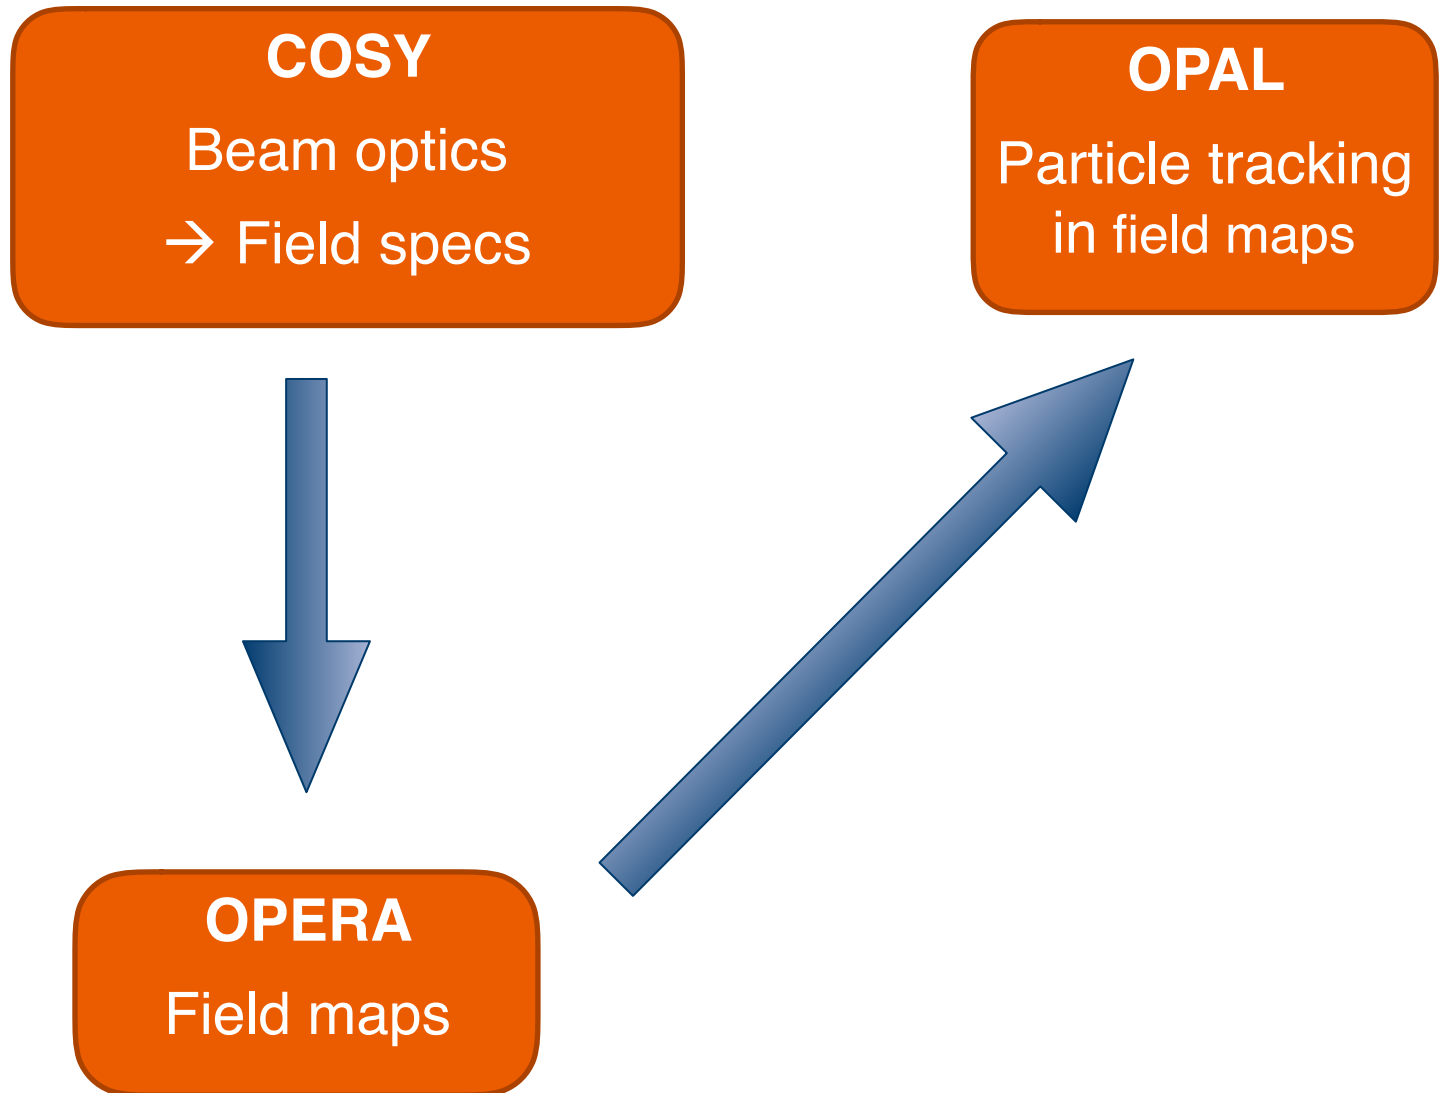 COSY
Beam optics
→ Field specs
OPAL
Particle tracking
in field maps
OPERA
Field maps